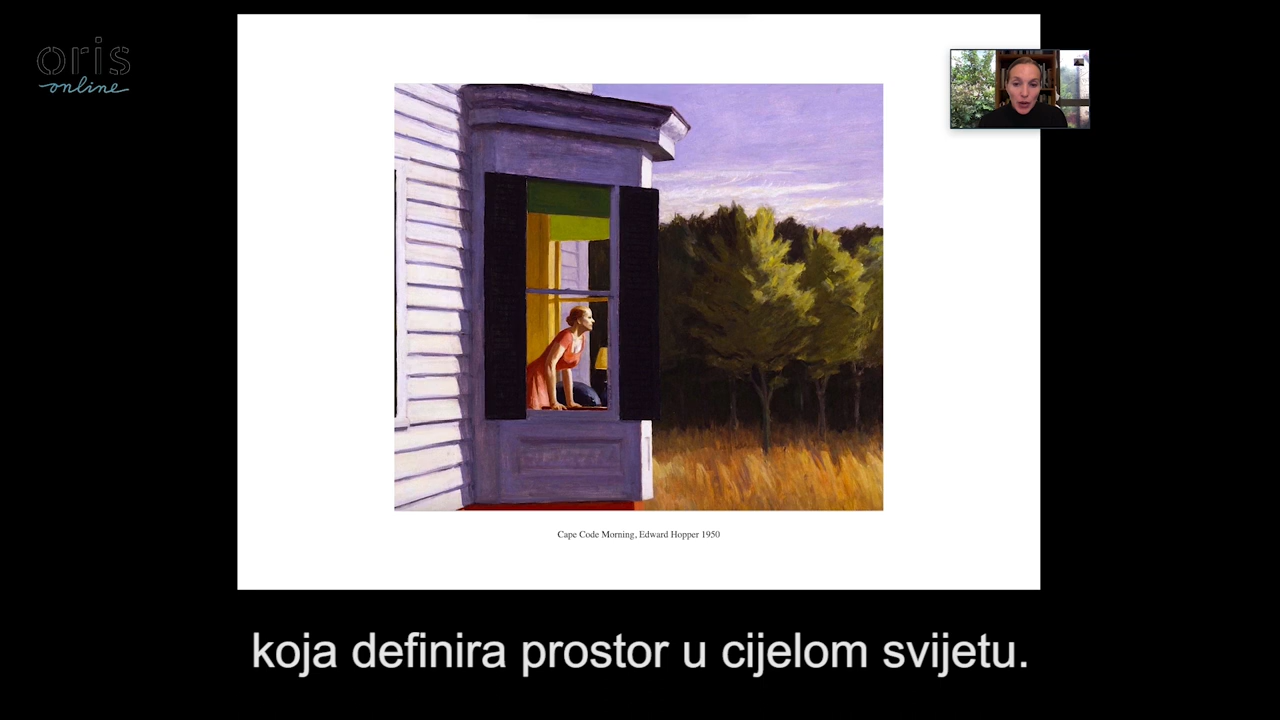 oris
online
Cape Code Morning, Edward Hopper 1950
koja definira prostor u cijelom svijetu.